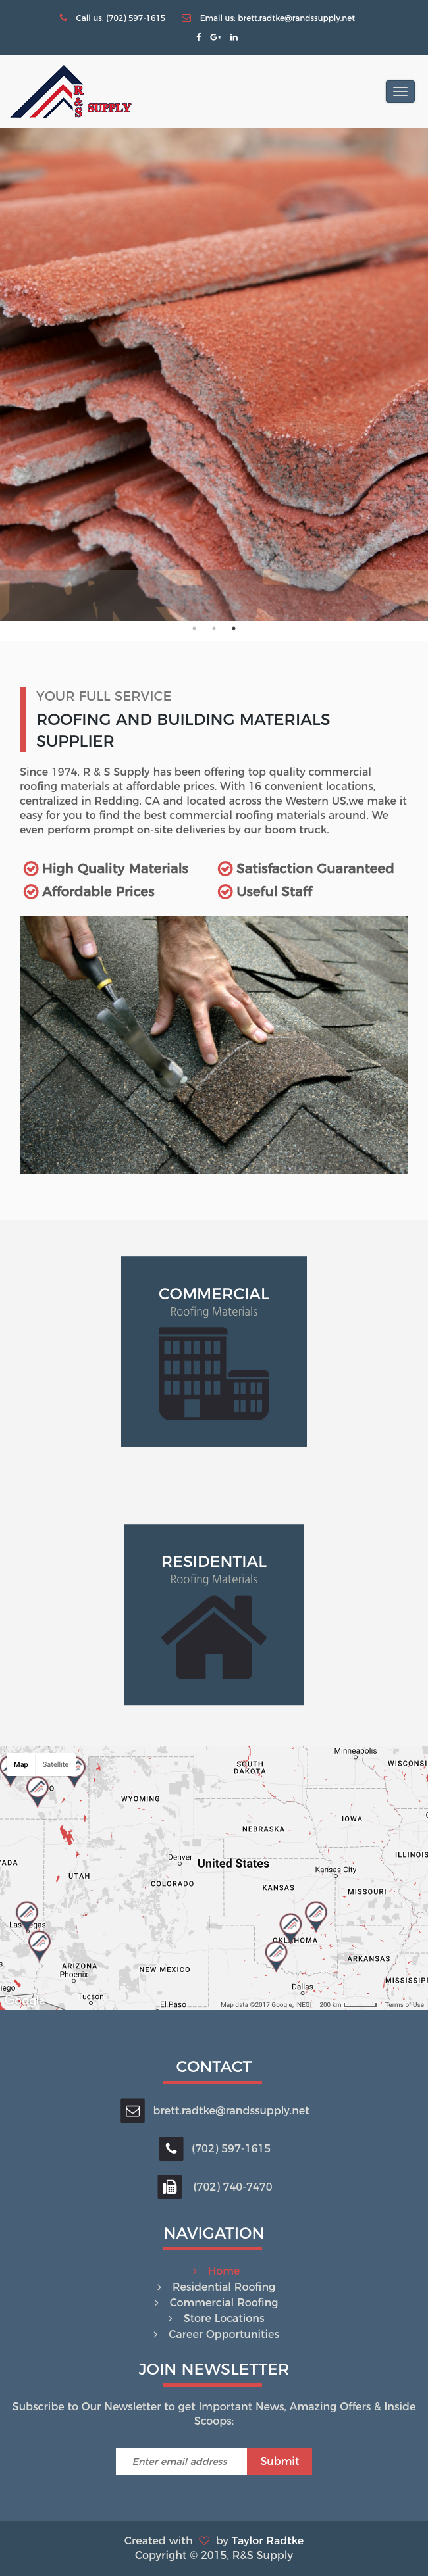 Call us: (702) 597-1615 Email us: brett.radtke@randssupply.net
R
&
S SUPPLY
YOUR FULL SERVICE
ROOFING AND BUILDING MATERIALS
SUPPLIER
Since 1974, R & S Supply has been offering top quality commercial
roofing materials at affordable prices. With 16 convenient locations,
centralized in Redding, CA and located across the Western US,we make it
easy for you to find the best commercial roofing materials around. We
even perform prompt on-site deliveries by our boom truck.
High Quality Materials Satisfaction Guaranteed
Affordable Prices Useful Staff
COMMERCIAL
Roofing Materials
RESIDENTIAL
Roofing Materials
Map Satellite
Minneapolis
SOUTH
DAKOTA
WISCONSI
WYOMING
IOWA
NEBRASKA
ILLINOIS
Denver
United States
Kansas City
UTAH
COLORADO
KANSAS
MISSOURI
Las Vegas
OKLAHOMA
ARKANSAS
ARIZONA
NEW MEXICO
Phoenix
MISSISSIPP
Dallas
Tucson
El Paso
Google
Map data ©2017 Google, INEGI 200 km Terms of Use
CONTACT
brett.radtke@randssupply.net
(702) 597-1615
(702) 740-7470
NAVIGATION
Home
Residential Roofing
Commercial Roofing
Store Locations
Career Opportunities
JOIN NEWSLETTER
Subscribe to Our Newsletter to get Important News, Amazing Offers & Inside
Scoops:
Enter email address Submit
Created with by Taylor Radtke
Copyright © 2015, R&S Supply